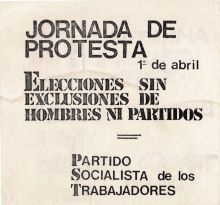 JORNADA DE
PROTESTA
1º de abril
ELECCIONES SIN
EXCLUSIONES DE
HOMBRES NI PARTIDOS
PARTIDO
SOCIALISTA de los
TRABAJADORES